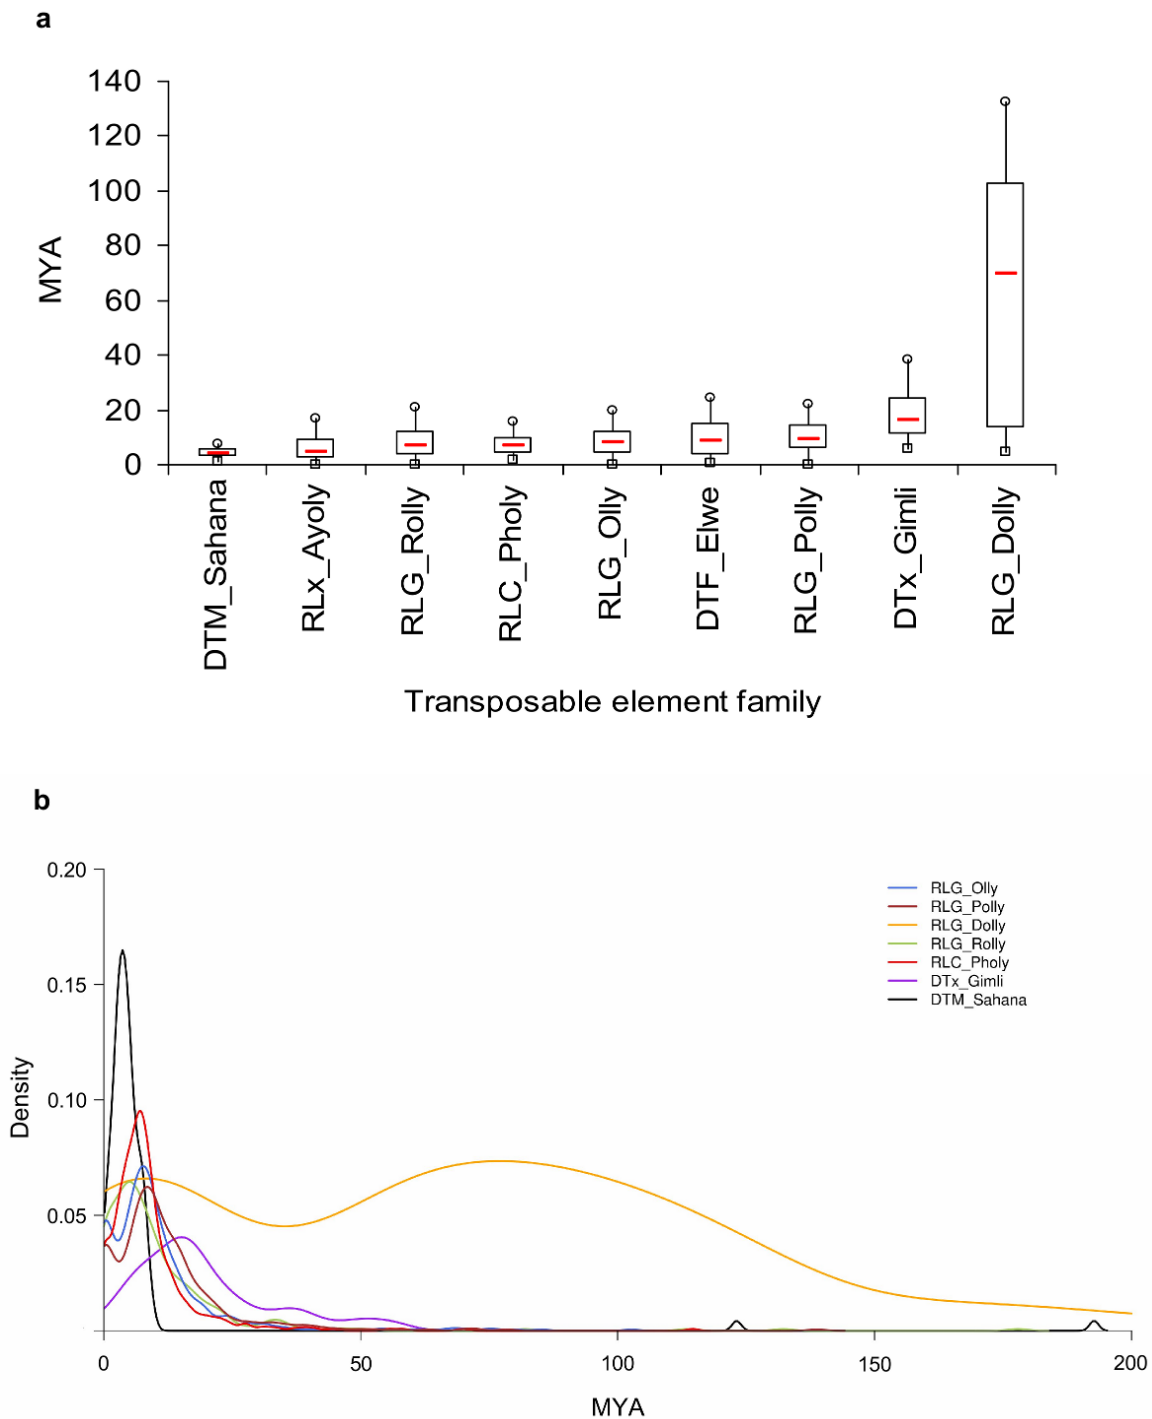 a
140
120
100
80
60
40
20
0
MYA
DTM_Sahana
RLx_Ayoly
RLG_Rolly
RLC_Pholy
RLG_Olly
DTF_Elwe
RLG_Polly
DTx_Gimli
RLG_Dolly
Transposable element family
b
0.20
0.15
0.10
0.05
Density
RLG_Olly
RLG_Polly
RLG_Dolly
RLG_Rolly
RLC_Pholy
DTx_Gimli
DTM_Sahana
0
50
100
150
200
MYA